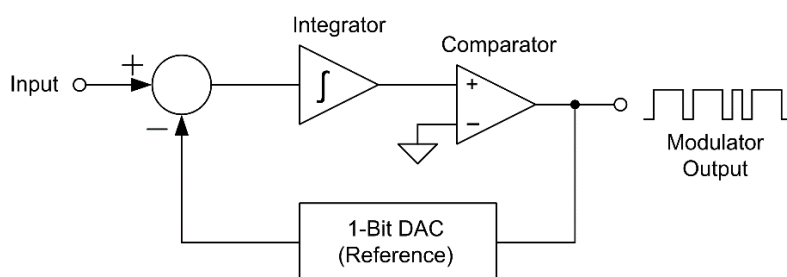 Integrator
Comparator
Input
+
−
∫
+
−
Modulator
Output
1-Bit DAC
(Reference)